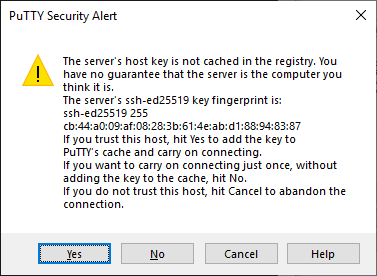 PuTTY Security Alert
The server's host key is not cached in the registry. You
have no guarantee that the server is the computer you
think it is.
The server's ssh-ed25519 key fingerprint is:
ssh-ed25519 255
cb:44:a0:09:af:08:28:3b:61:4e:ab:d1:88:94:83:87
If you trust this host, hit Yes to add the key to
PuTTY's cache and carry on connecting.
If you want to carry on connecting just once, without
adding the key to the cache, hit No.
If you do not trust this host, hit Cancel to abandon the
connection.
Yes No Cancel Help